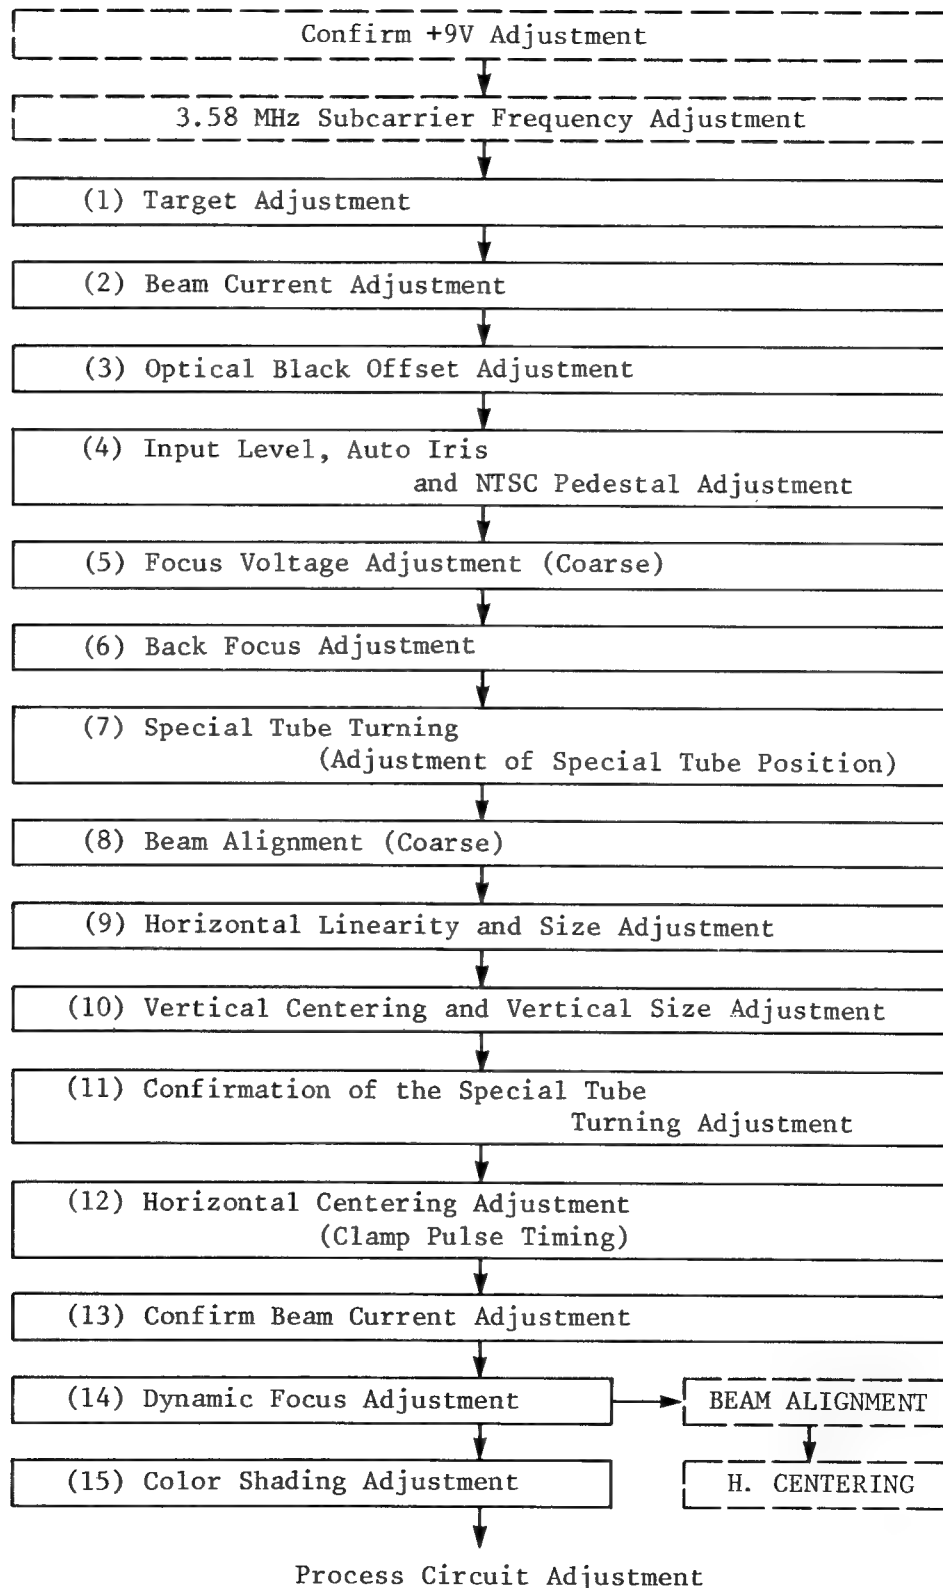 Confirm +9V Adjustment
3.58 MHz Subcarrier Frequency Adjustment
(1) Target Adjustment
(2) Beam Current Adjustment
(3) Optical Black Offset Adjustment
(4) Input Level, Auto Iris
and NTSC Pedestal Adjustment
(5) Focus Voltage Adjustment (Coarse)
(6) Back Focus Adjustment
(7) Special Tube Turning
(Adjustment of Special Tube Position)
(8) Beam Alignment (Coarse)
(9) Horizontal Linearity and Size Adjustment
(10) Vertical Centering and Vertical Size Adjustment
(11) Confirmation of the Special Tube
Turning Adjustment
(12) Horizontal Centering Adjustment
(Clamp Pulse Timing)
(13) Confirm Beam Current Adjustment
(14) Dynamic Focus Adjustment
BEAM ALIGNMENT
(15) Color Shading Adjustment
H. CENTERING
Process Circuit Adjustment